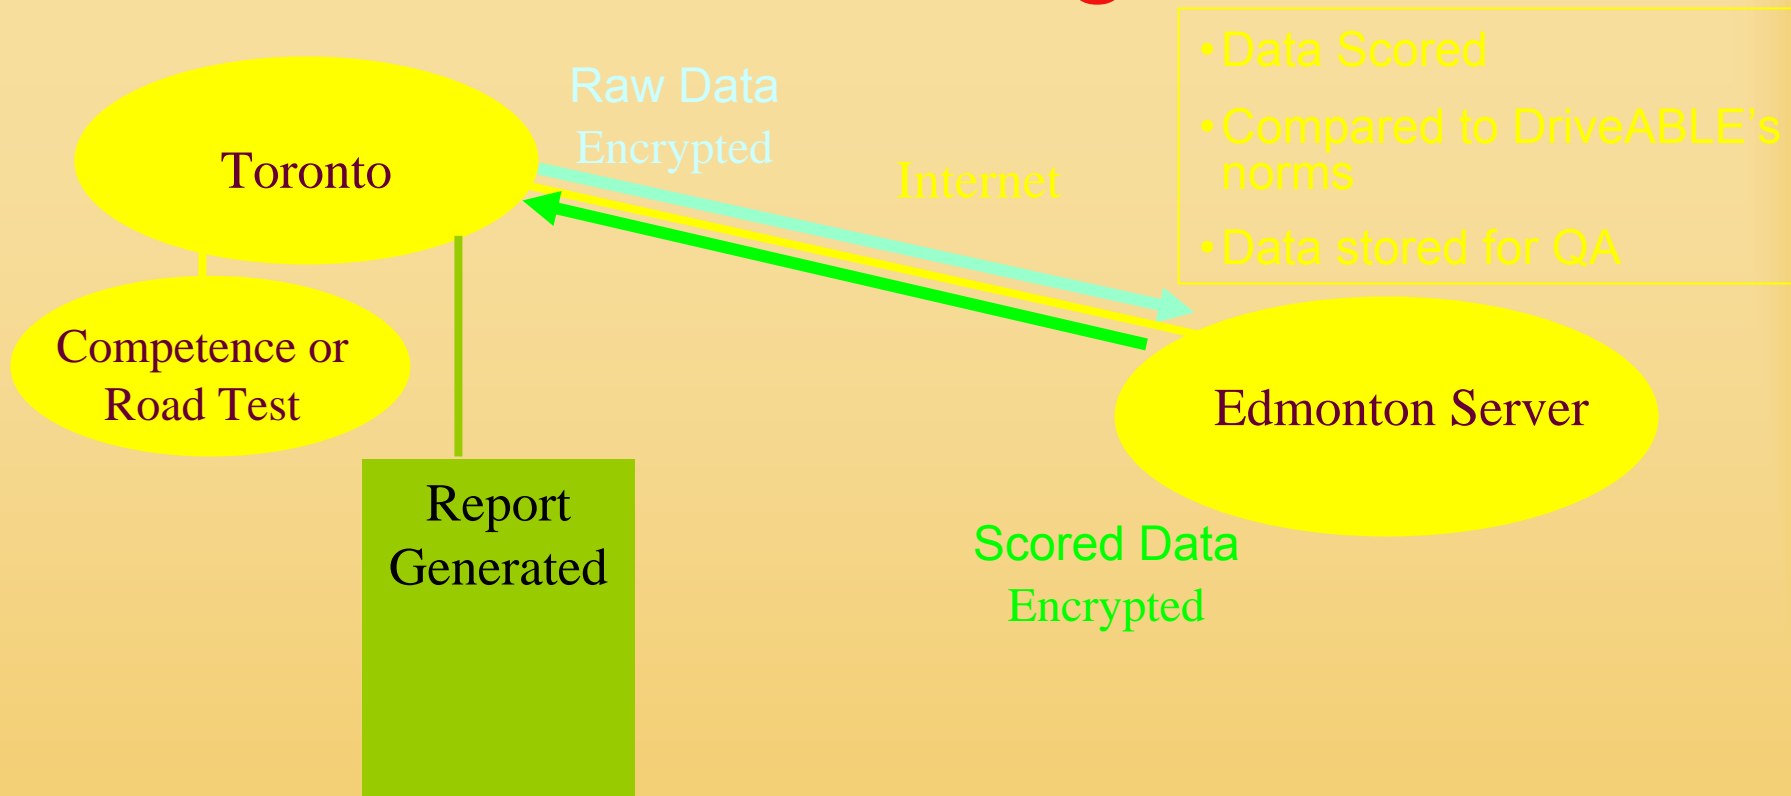 Toronto
Raw Data
Encrypted
Internet
•Data Scored
•Compared to DriveABLE's
norms
•Data stored for QA
Competence or
Road Test
Edmonton Server
Report
Generated
Scored Data
Encrypted